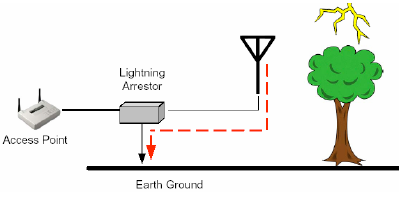 Lightning
Arrestor
Access Point
Earth Ground